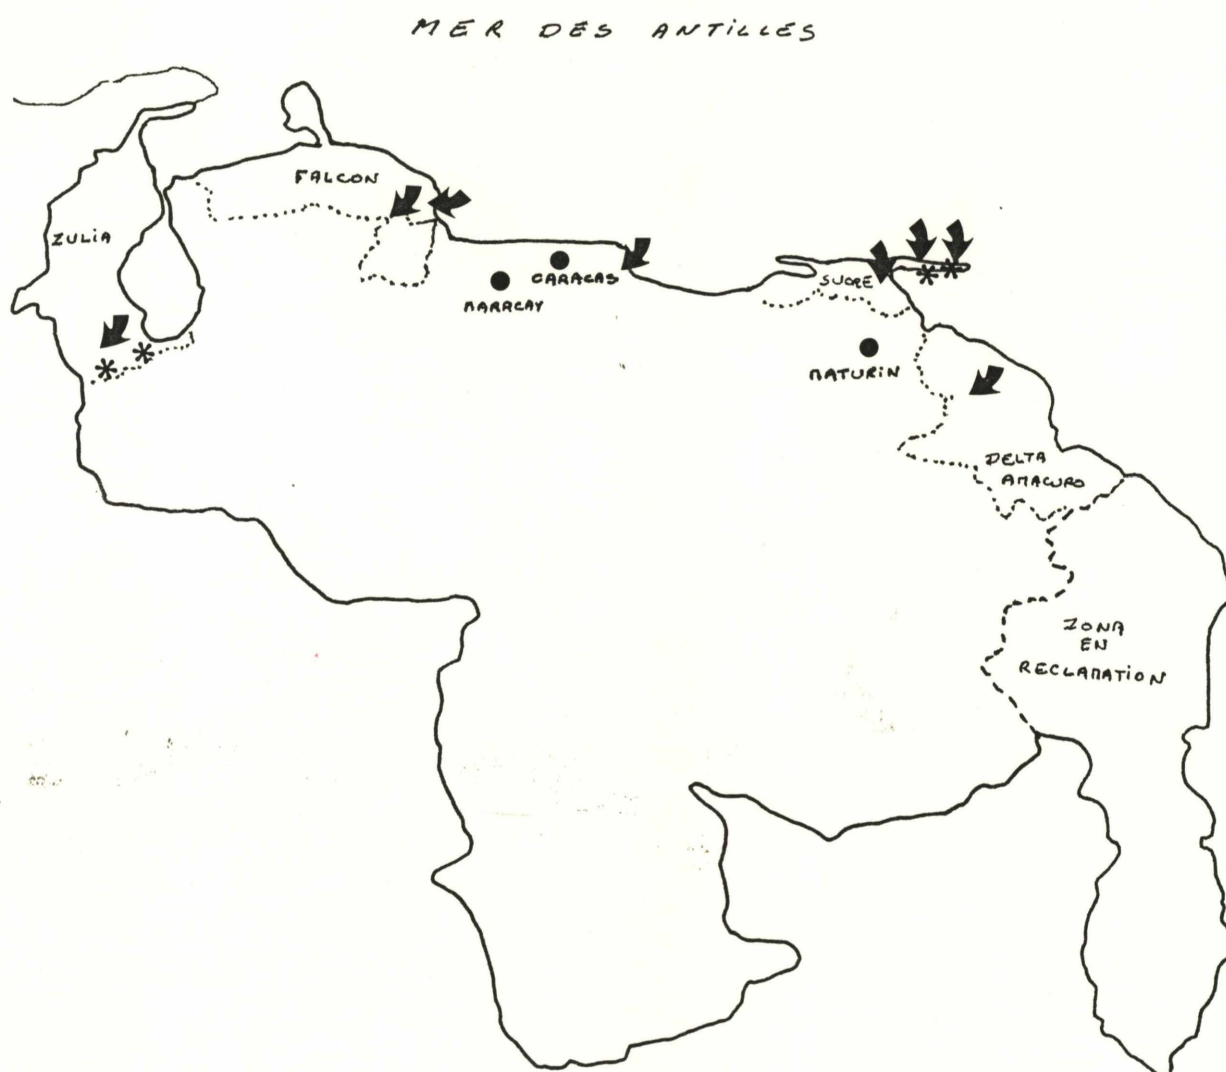 MER DES ANTILLES
FALCON
ZULIA
CARACAS
MARACAY
SUCRE
MATURIN
DELTA
AMACURO
ZONA
EN
RECLAMATION